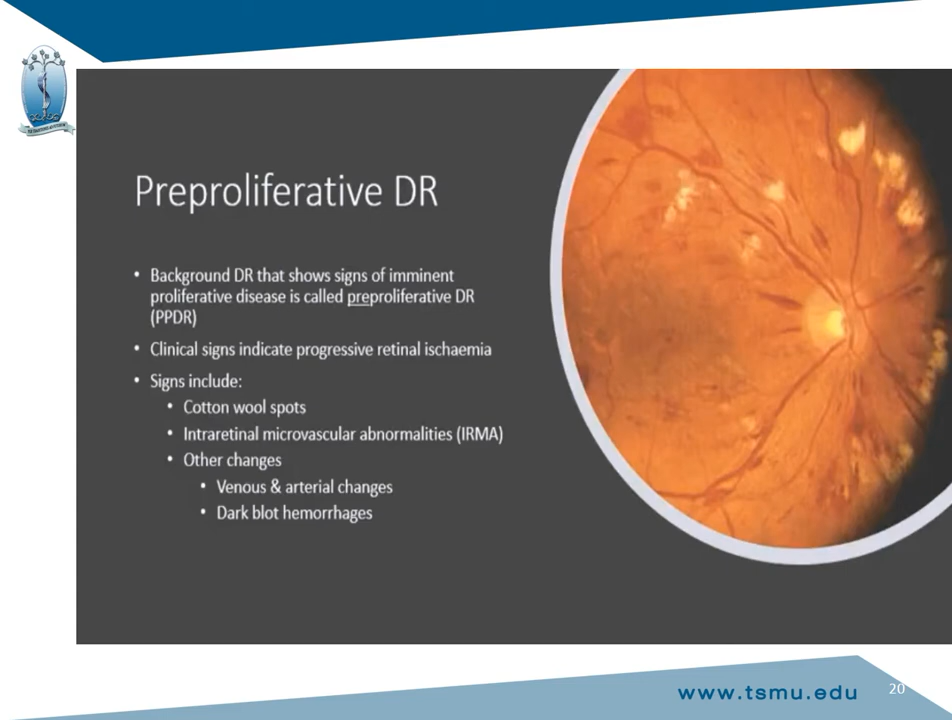 Preproliferative DR
• Background DR that shows signs of imminent
proliferative disease is called preproliferative DR
(PPDR)
• Clinical signs indicate progressive retinal ischaemia
• Signs include:
• Cotton wool spots
• Intraretinal microvascular abnormalities (IRMA)
• Other changes
• Venous & arterial changes
• Dark blot hemorrhages
www.tsmu.edu
20